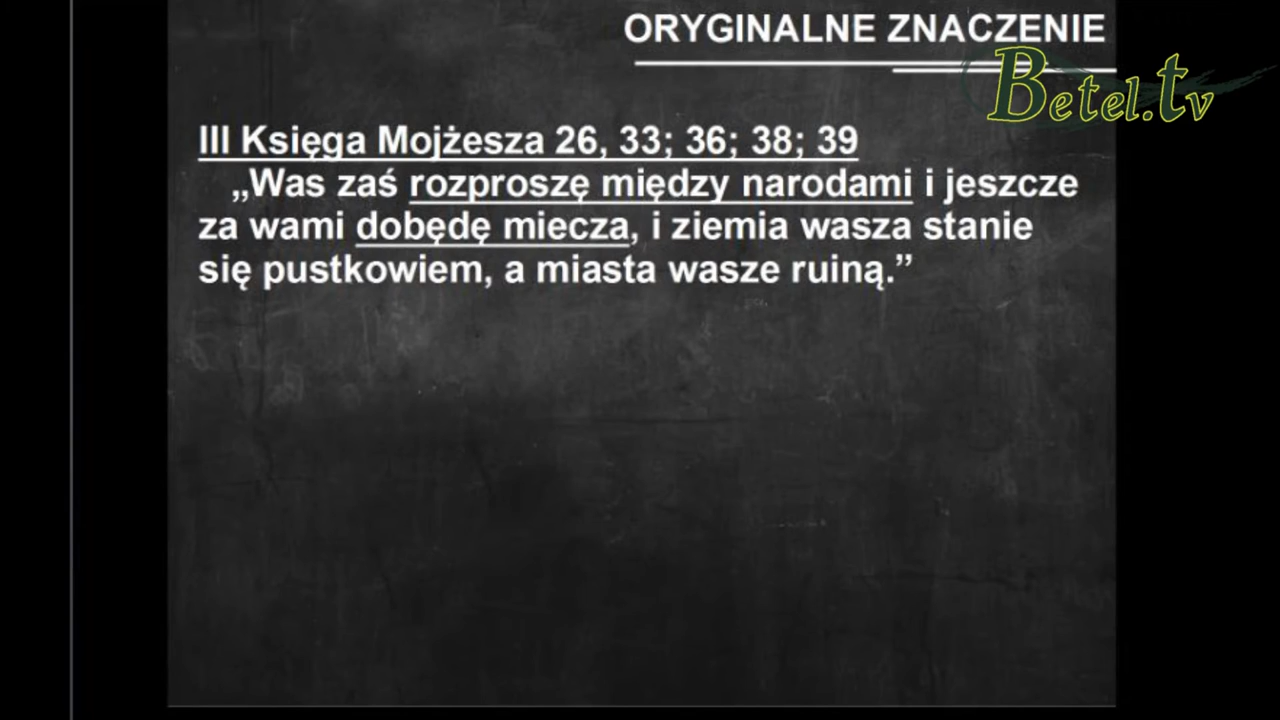 ORYGINALNE ZNACZENIE
Betel.tv
III Księga Mojżesza 26, 33; 36; 38; 39
„Was zaś rozproszę między narodami i jeszcze
za wami dobędę miecza, i ziemia wasza stanie
się pustkowiem, a miasta wasze ruiną.”